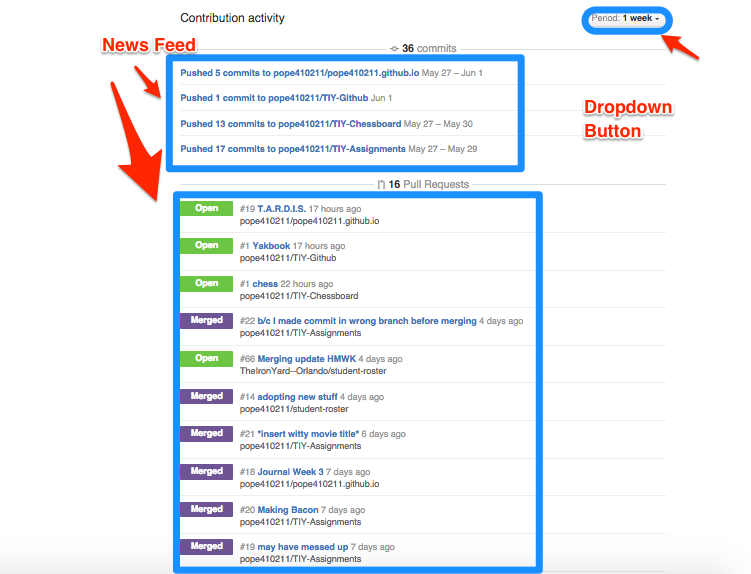 Contribution activity
Period: 1 week
News Feed
36 commits
Pushed 5 commits to pope410211/pope410211.github.io May 27 – Jun 1
Pushed 1 commit to pope410211/TIY-Github Jun 1
Dropdown
Button
Pushed 13 commits to pope410211/TIY-Chessboard May 27 – May 30
Pushed 17 commits to pope410211/TIY-Assignments May 27 – May 29
16 Pull Requests
Open #19 T.A.R.D.I.S. 17 hours ago
pope410211/pope410211.github.io
Open #1 Yakbook 17 hours ago
pope410211/TIY-Github
Open #1 chess 22 hours ago
pope410211/TIY-Chessboard
Merged #22 b/c I made commit in wrong branch before merging 4 days ago
pope410211/TIY-Assignments
Open #66 Merging update HMWK 4 days ago
TheIronYard--Orlando/student-roster
Merged #14 adopting new stuff 4 days ago
pope410211/student-roster
Merged #21 *insert witty movie title* 6 days ago
pope410211/TIY-Assignments
Merged #18 Journal Week 3 7 days ago
pope410211/pope410211.github.io
Merged #20 Making Bacon 7 days ago
pope410211/TIY-Assignments
Merged #19 may have messed up 7 days ago
pope410211/TIY-Assignments